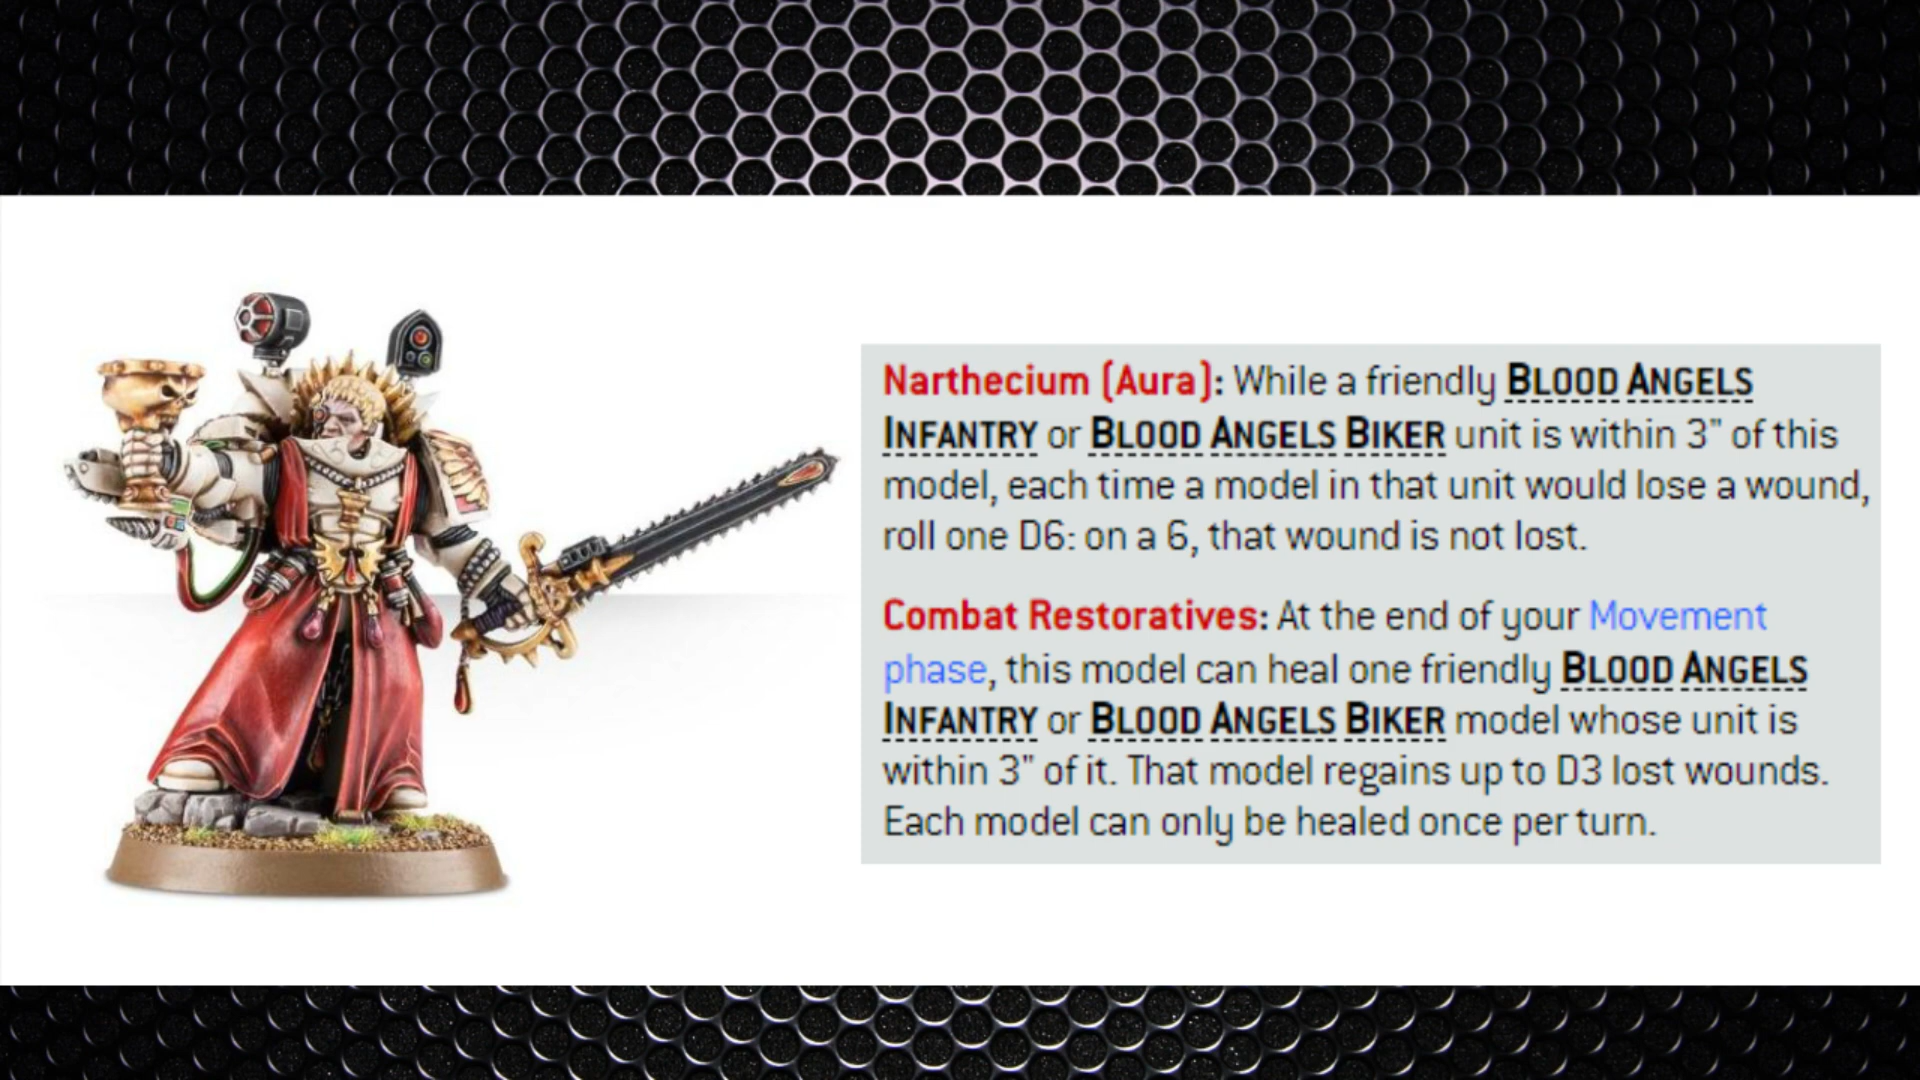 Narthecium (Aura): While a friendly BLOOD ANGELS
INFANTRY or BLOOD ANGELS BIKER unit is within 3" of this
model, each time a model in that unit would lose a wound,
roll one D6: on a 6, that wound is not lost.
Combat Restoratives: At the end of your Movement
phase, this model can heal one friendly BLOOD ANGELS
INFANTRY or BLOOD ANGELS BIKER model whose unit is
within 3" of it. That model regains up to D3 lost wounds.
Each model can only be healed once per turn.